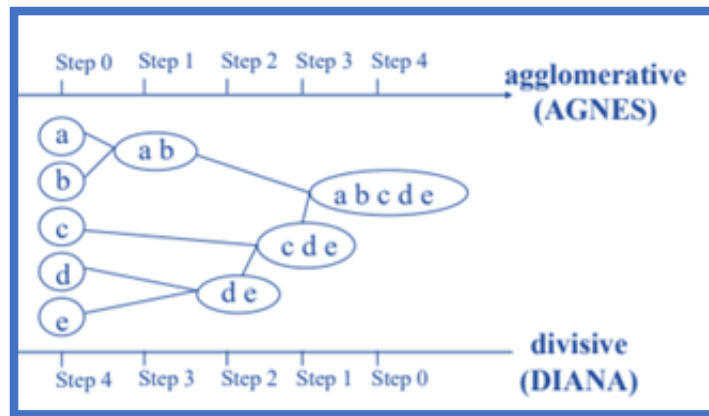 Step 0 Step 1 Step 2 Step 3 Step 4
agglomerative
(AGNES)
a
a b
b
a b c d e
c
c d e
d
d e
e
divisive
(DIANA)
Step 4 Step 3 Step 2 Step 1 Step 0